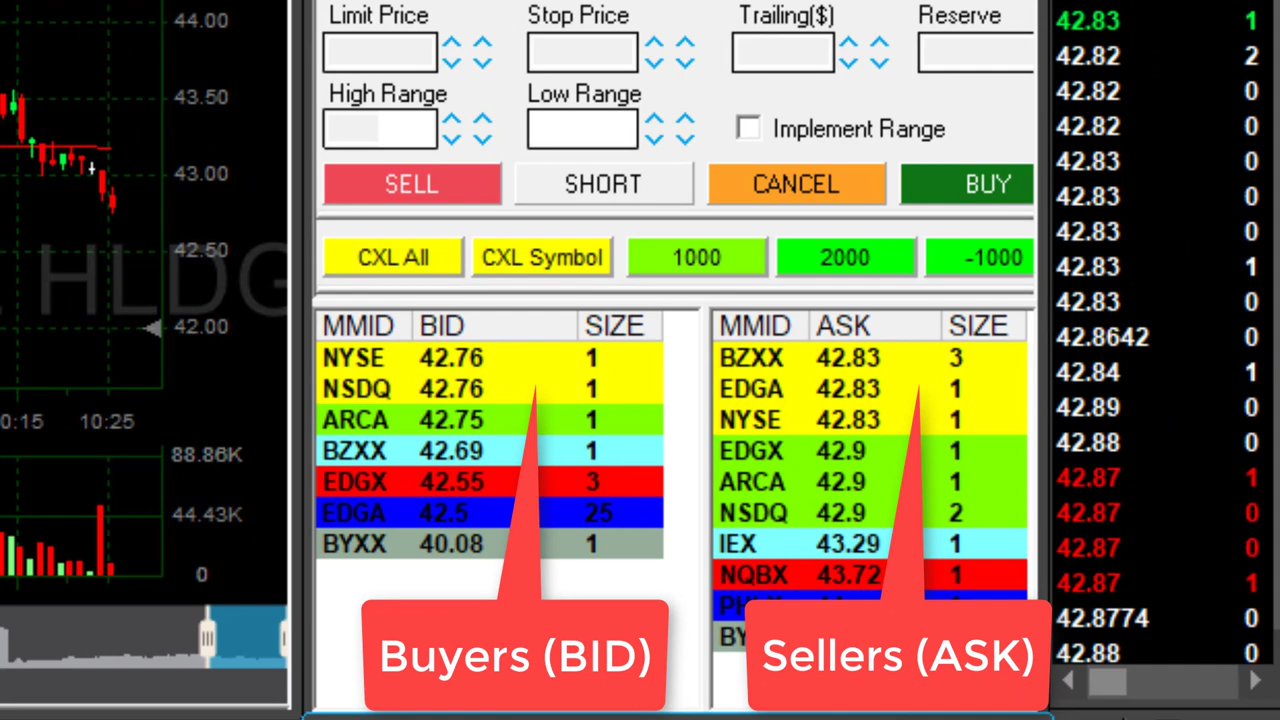 44.00
43.50
43.00
42.50
42.00
HLDG
0:15 10:25
88.86K
44.43K
0
Limit Price Stop Price Trailing($) Reserve
High Range Low Range
Implement Range
SELL SHORT CANCEL BUY
CXL All CXL Symbol 1000 2000 -1000
MMID BID SIZE
NYSE 42.76 1
NSDQ 42.76 1
ARCA 42.75 1
BZXX 42.69 1
EDGX 42.55 3
EDGA 42.5 25
BYXX 40.08 1
Buyers (BID)
MMID ASK SIZE
BZXX 42.83 3
EDGA 42.83 1
NYSE 42.83 1
EDGX 42.9 1
ARCA 42.9 1
NSDQ 42.9 2
IEX 43.29 1
NQBX 43.72 1
Sellers (ASK)
42.83 1
42.82 2
42.82 0
42.82 0
42.83 0
42.83 0
42.83 0
42.83 1
42.83 0
42.8642 0
42.84 1
42.89 0
42.88 0
42.87 1
42.87 0
42.87 0
42.87 1
42.8774 0
42.88 0